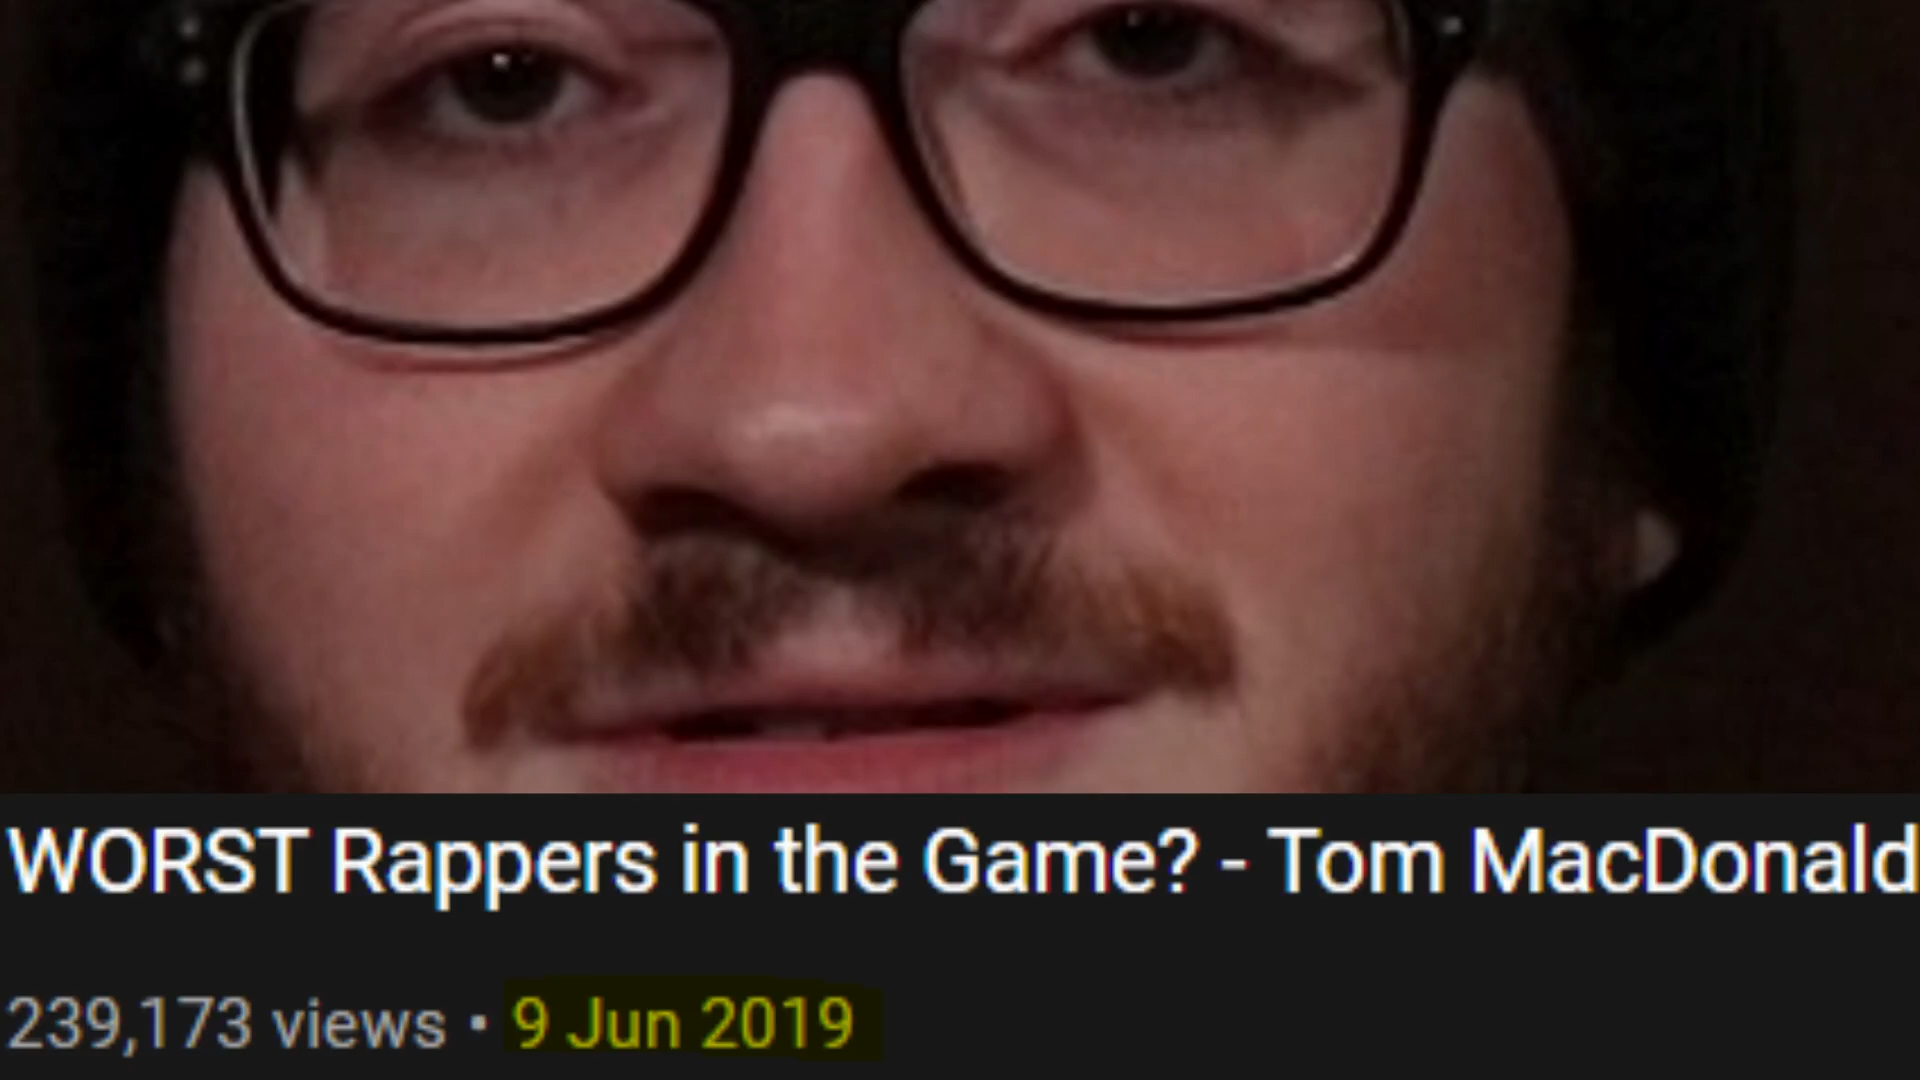 WORST Rappers in the Game? - Tom MacDonald
239,173 views • 9 Jun 2019